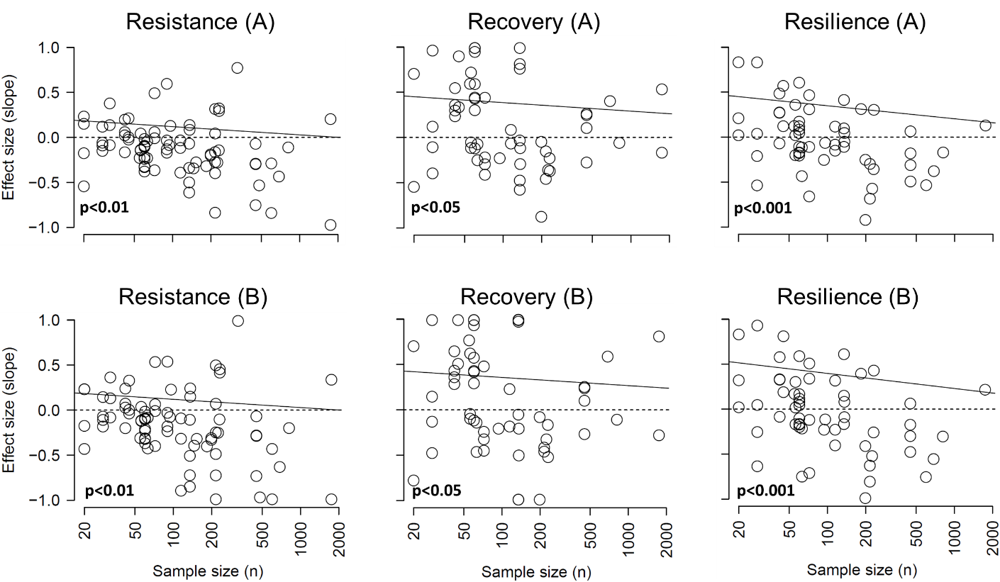 Resistance (A)
Recovery (A)
Resilience (A)
Effect size (slope)
1.0
0.5
0.0
−0.5
−1.0
p<0.01
p<0.05
p<0.001
Resistance (B)
Recovery (B)
Resilience (B)
Effect size (slope)
1.0
0.5
0.0
−0.5
−1.0
p<0.01
p<0.05
p<0.001
20 50 100 200 500 1000 2000
20 50 100 200 500 1000 2000
20 50 100 200 500 1000 2000
Sample size (n)
Sample size (n)
Sample size (n)